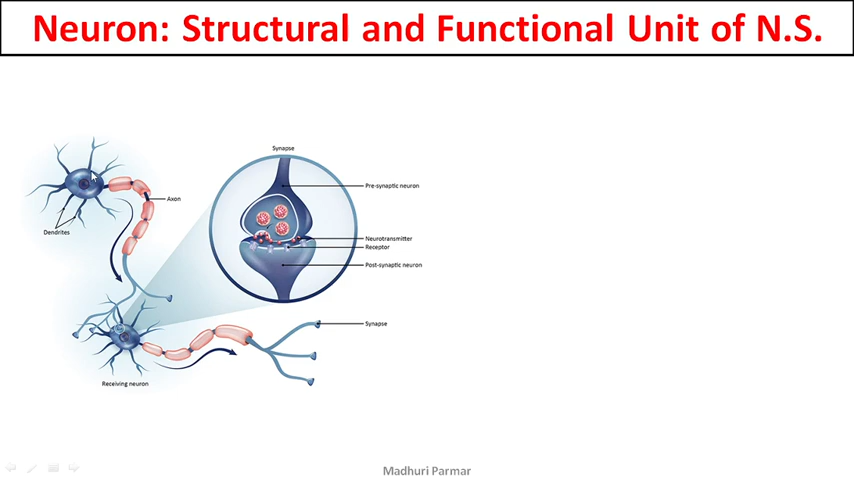 Neuron: Structural and Functional Unit of N.S.
Synapse
Pre-synaptic neuron
Axon
Dendrites
Neurotransmitter
Receptor
Post-synaptic neuron
Synapse
Receiving neuron
Madhuri Parmar